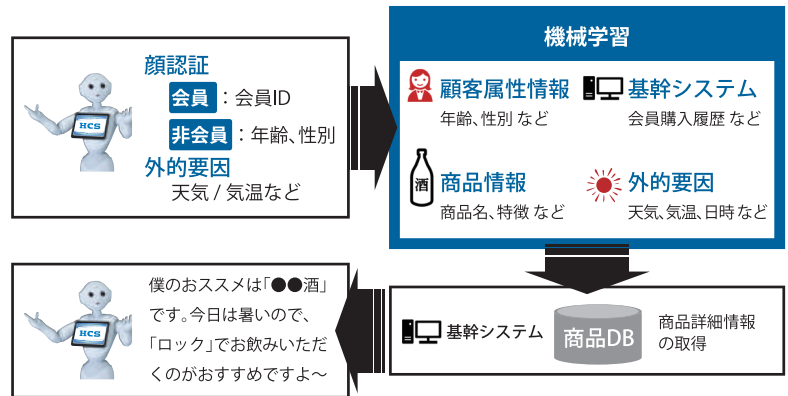 顔認証
会員：会員ID
非会員：年齢、性別
外的要因
天気 / 気温など
HCS
機械学習
顧客属性情報
年齢、性別 など
基幹システム
会員購入履歴 など
酒
商品情報
商品名、特徴 など
外的要因
天気、気温、日時 など
基幹システム
商品DB
商品詳細情報
の取得
HCS
僕のおススメは「●●酒」
です。今日は暑いので、
「ロック」でお飲みいただ
くのがおすすめですよ〜